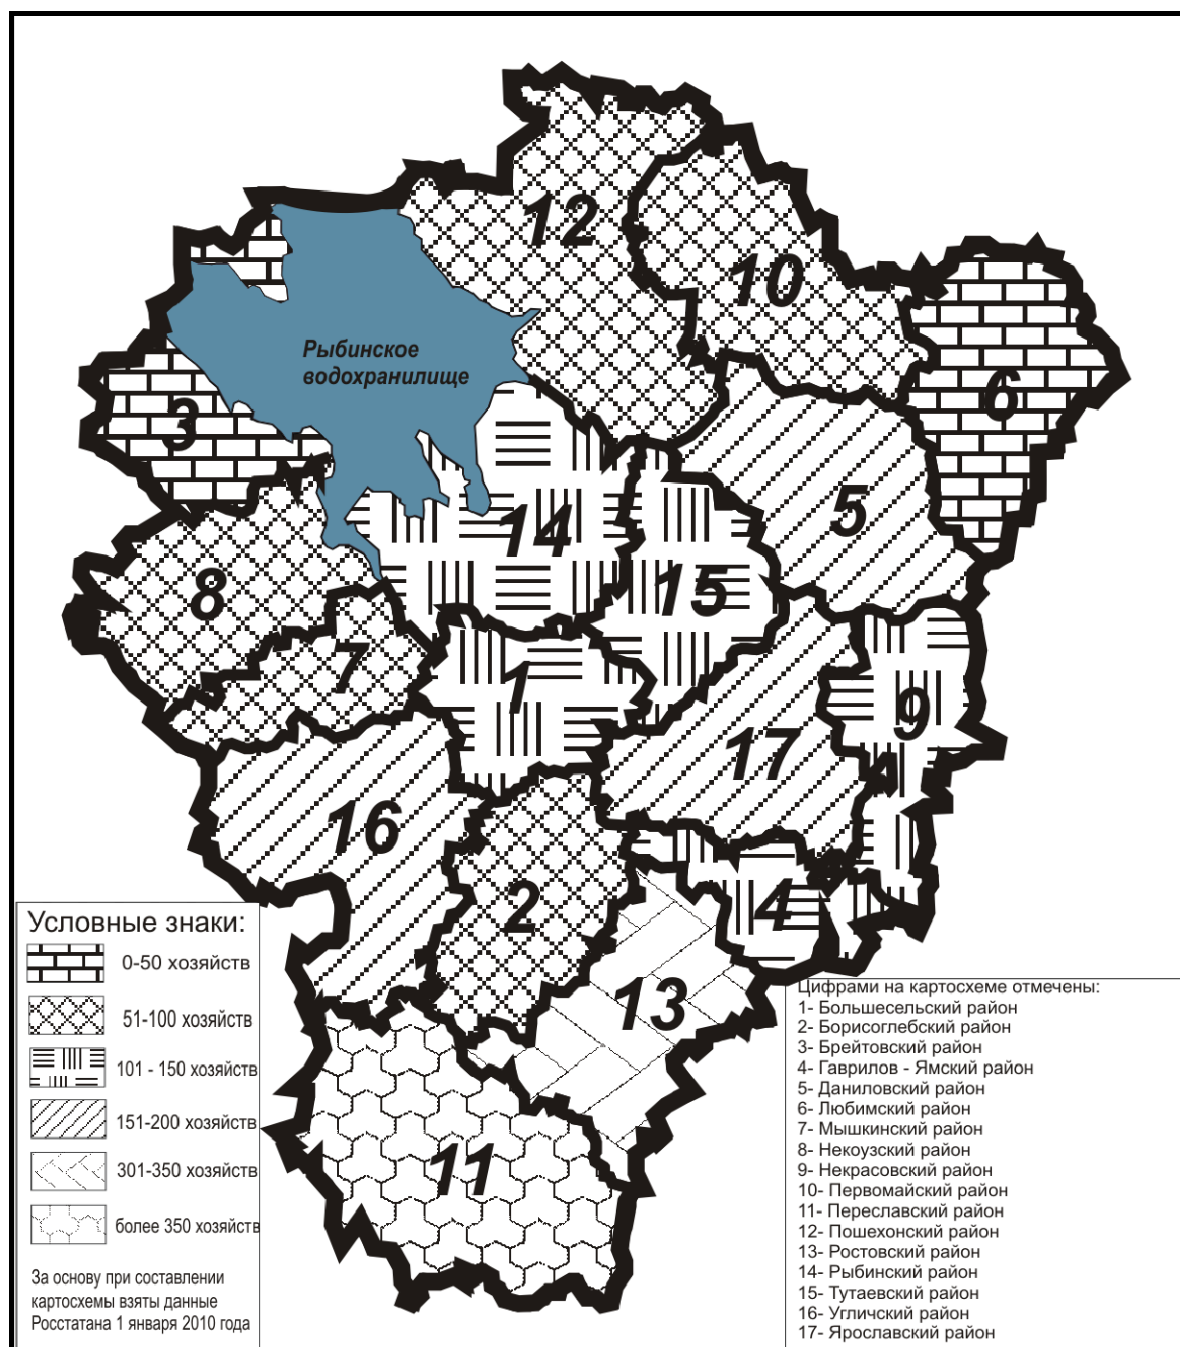 12
10
Рыбинское
водохранилище
6
3
5
14
8
15
7
1
9
17
16
2
4
13
11
Условные знаки:
0-50 хозяйств
51-100 хозяйств
101 - 150 хозяйств
151-200 хозяйств
301-350 хозяйств
более 350 хозяйств
За основу при составлении
картосхемы взяты данные
Росстатана 1 января 2010 года
Цифрами на картосхеме отмечены:
1- Большесельский район
2- Борисоглебский район
3- Брейтовский район
4- Гаврилов - Ямский район
5- Даниловский район
6- Любимский район
7- Мышкинский район
8- Некоузский район
9- Некрасовский район
10- Первомайский район
11- Переславский район
12- Пошехонский район
13- Ростовский район
14- Рыбинский район
15- Тутаевский район
16- Угличский район
17- Ярославский район